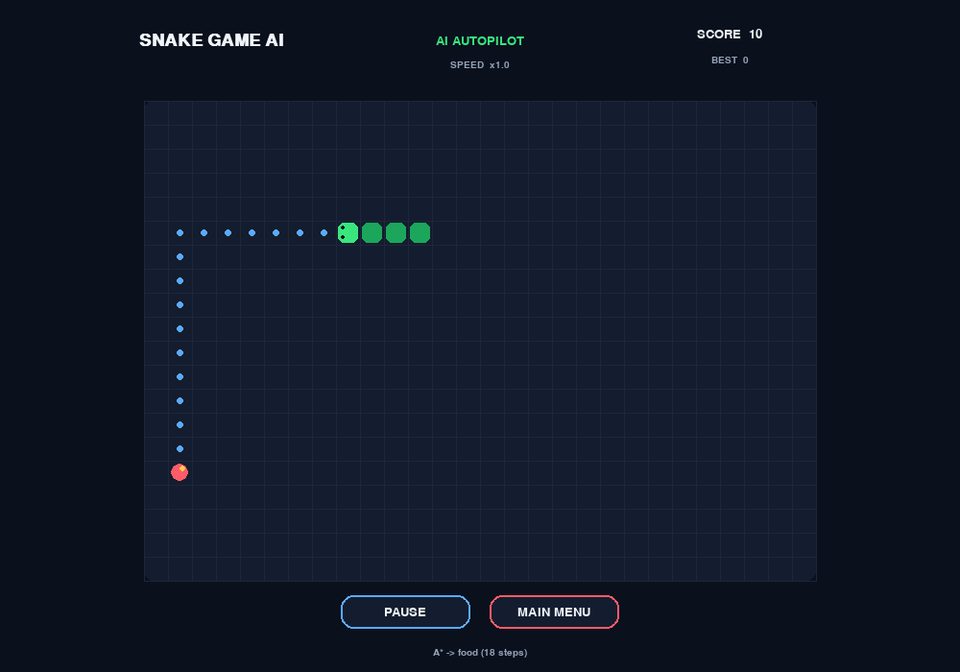 SNAKE GAME AI
AI AUTOPILOT
SPEED x1.0
SCORE 10
BEST 0
PAUSE
MAIN MENU
A* -> food (18 steps)